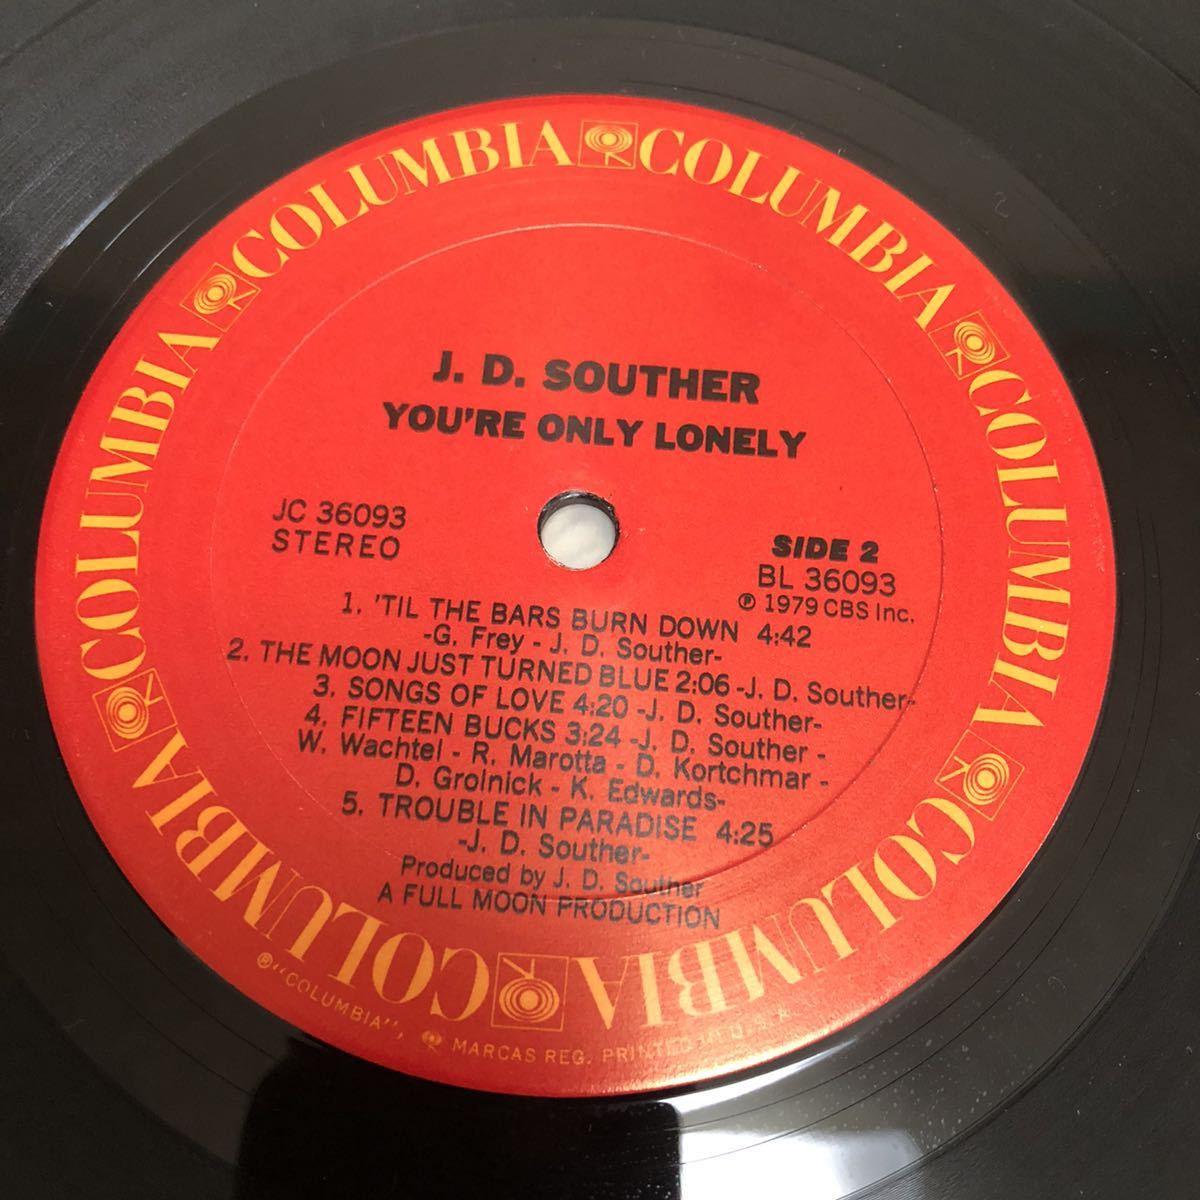 COLUMBIA COLUMBIA COLUMBIA COLUMBIA COLUMBIA COLUMBIA
J. D. SOUTHER
YOU'RE ONLY LONELY
JC 36093
STEREO
SIDE 2
BL 36093
℗ 1979 CBS Inc.
1. 'TIL THE BARS BURN DOWN 4:42
-G. Frey - J. D. Souther-
2. THE MOON JUST TURNED BLUE 2:06 -J. D. Souther-
3. SONGS OF LOVE 4:20 -J. D. Souther-
4. FIFTEEN BUCKS 3:24 -J. D. Souther -
W. Wachtel - R. Marotta - D. Kortchmar -
D. Grolnick - K. Edwards-
5. TROUBLE IN PARADISE 4:25
-J. D. Souther-
Produced by J. D. Souther
A FULL MOON PRODUCTION
®"COLUMBIA", MARCAS REG. PRINTED IN U.S.A.